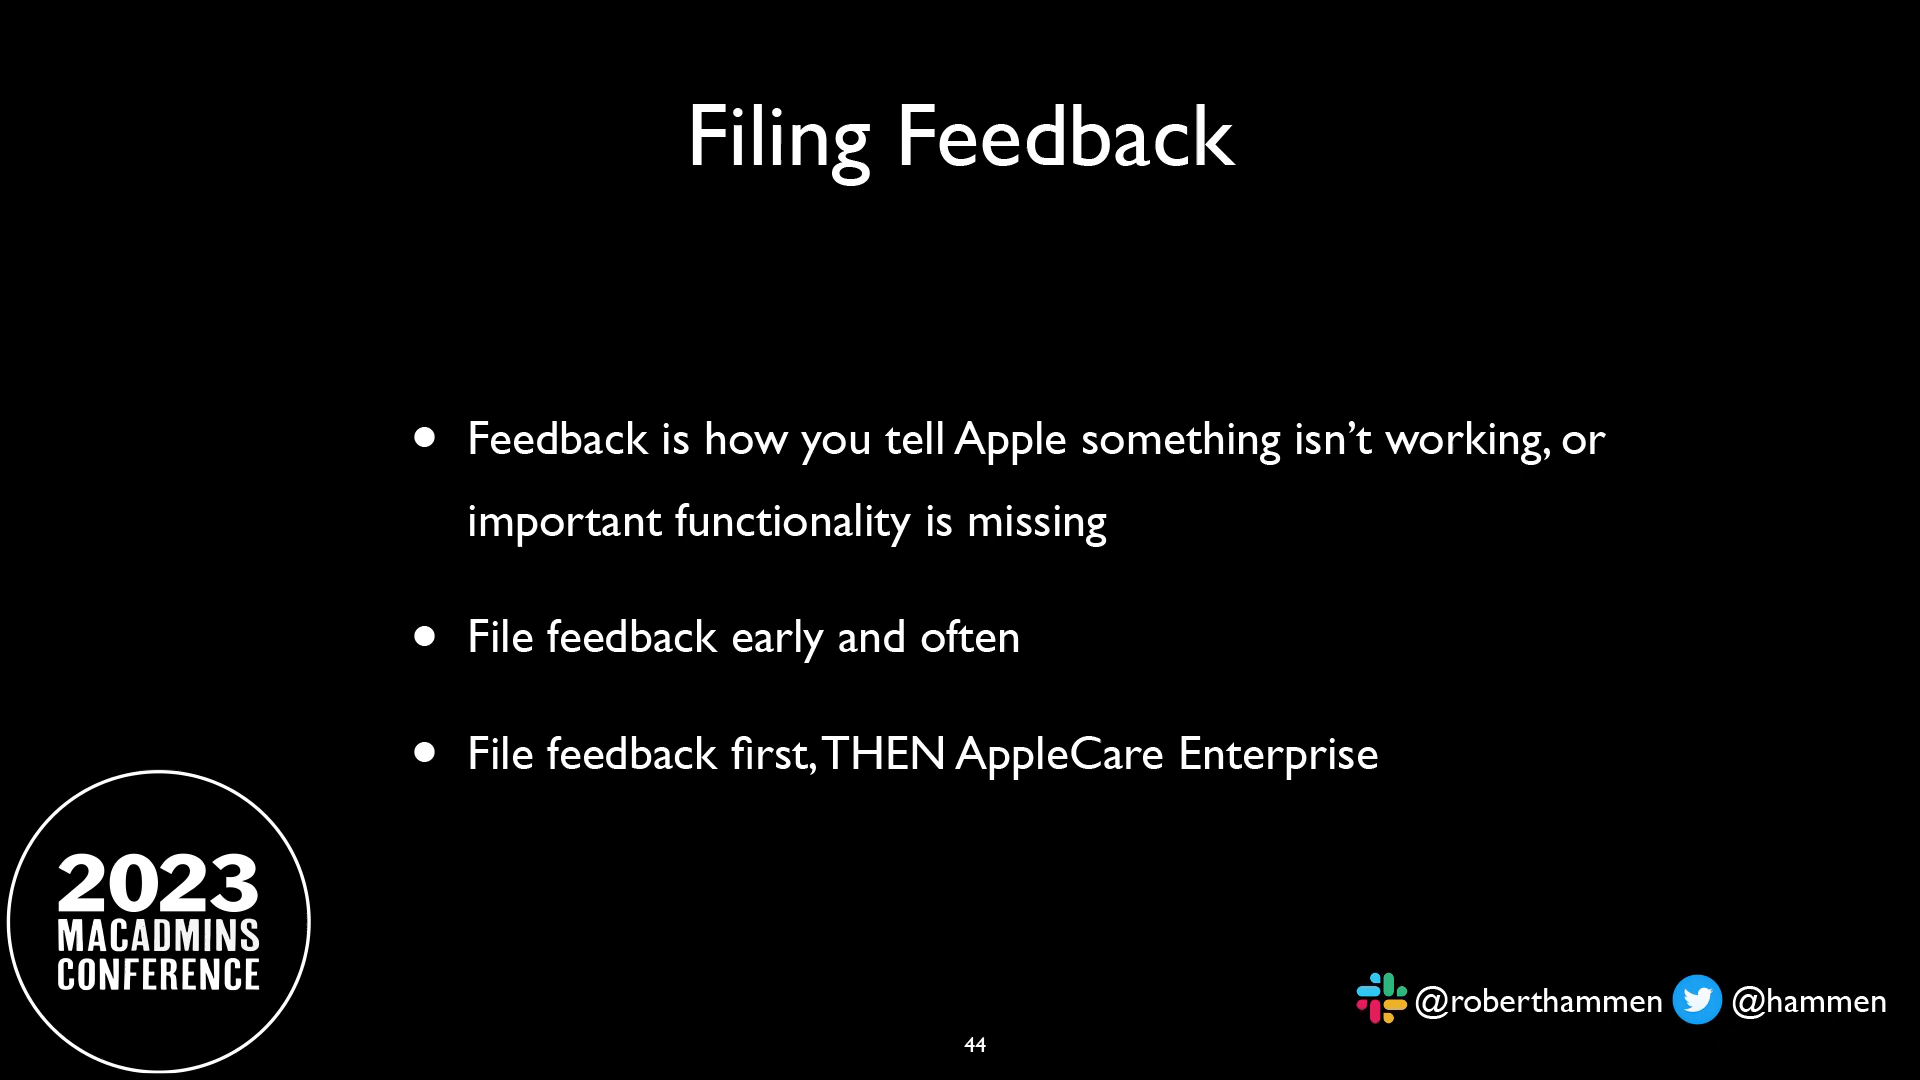 Filing Feedback
• Feedback is how you tell Apple something isn’t working, or
important functionality is missing
• File feedback early and often
• File feedback first, THEN AppleCare Enterprise
2023
MACADMINS
CONFERENCE
@roberthammen @hammen
44